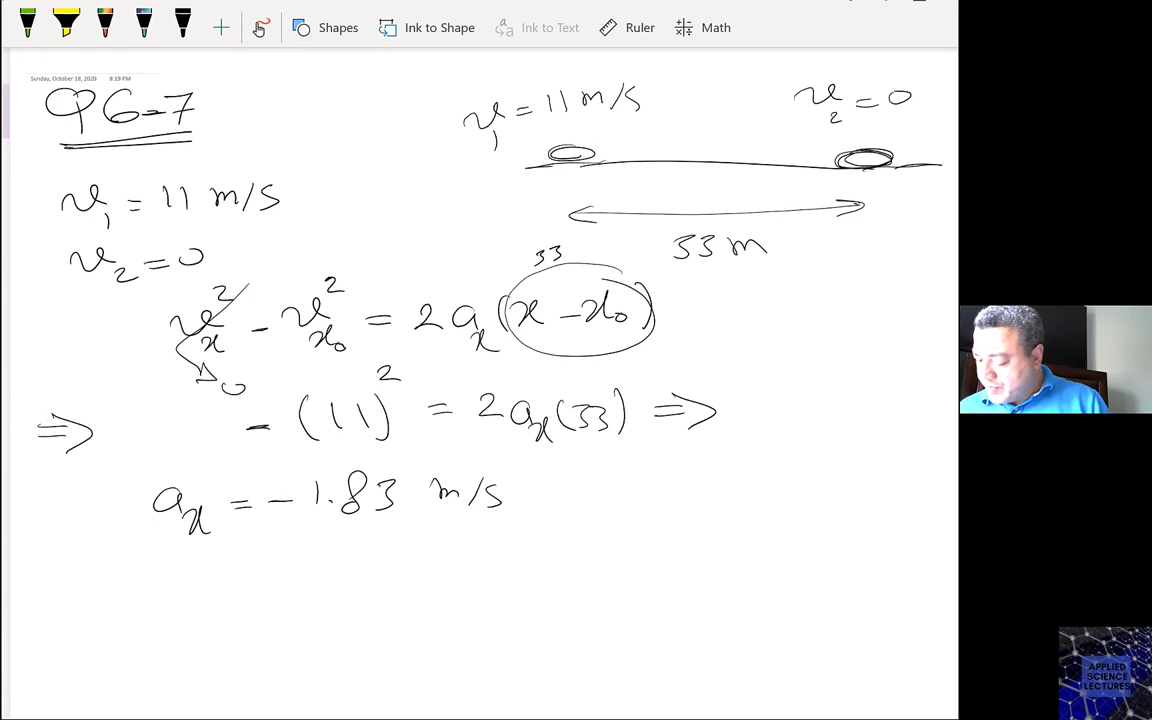 Shapes Ink to Shape Ink to Text Ruler Math
Sunday, October 18, 2020 8:19 PM
P6-7
v₁ = 11 m/s
v₂ = 0
v₁ = 11 m/s
v₂ = 0
33 m
33
vₓ² - vₓ₀² = 2aₓ(x - x₀)
0
⇒ - (11)² = 2aₓ(33) ⇒
aₓ = - 1.83 m/s
APPLIED
SCIENCE
LECTURES